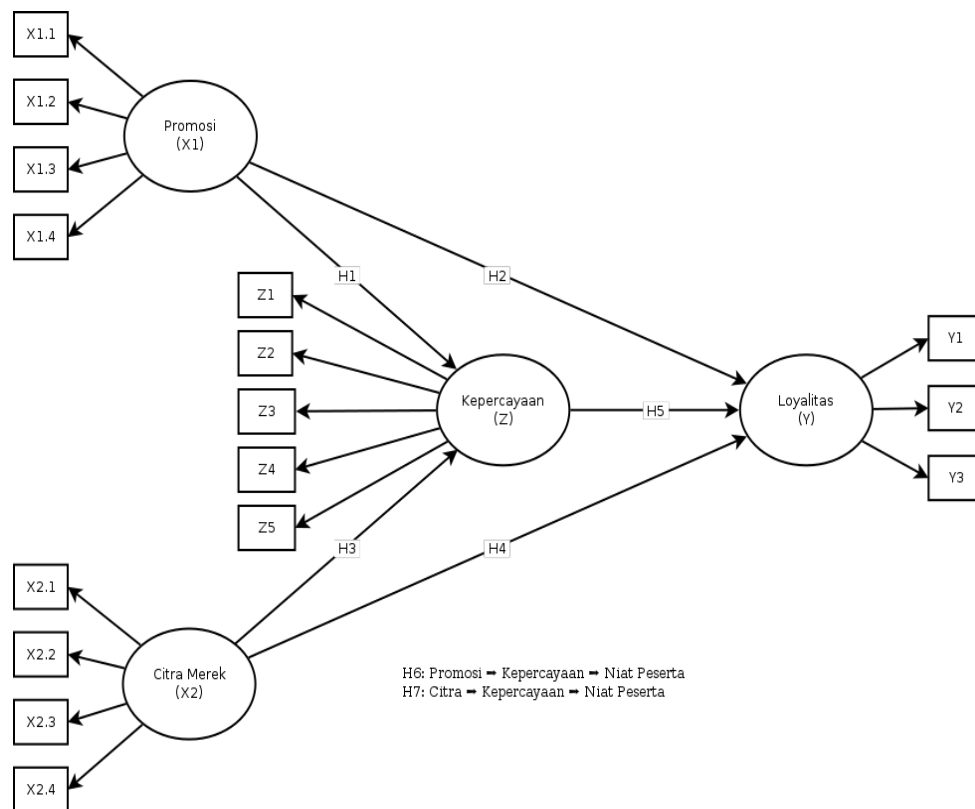 X1.1
X1.2
X1.3
X1.4
Promosi
(X1)
H1
H2
Z1
Z2
Z3
Z4
Z5
Kepercayaan
(Z)
H5
Loyalitas
(Y)
Y1
Y2
Y3
H3
H4
X2.1
X2.2
X2.3
X2.4
Citra Merek
(X2)
H6: Promosi ➡ Kepercayaan ➡ Niat Peserta
H7: Citra ➡ Kepercayaan ➡ Niat Peserta